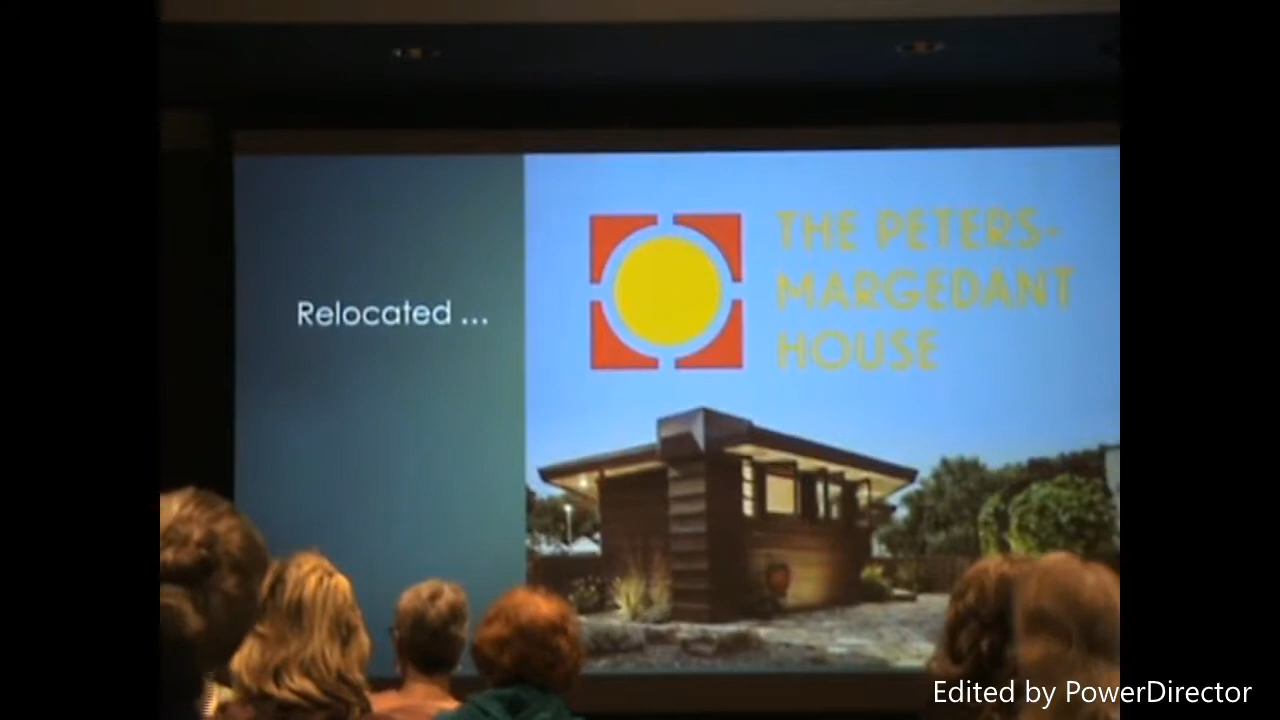 Relocated ...
THE PETERS-
MARGEDANT
HOUSE
Edited by PowerDirector